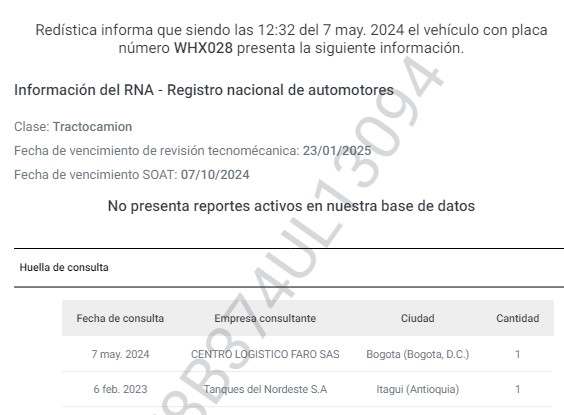 Redística informa que siendo las 12:32 del 7 may. 2024 el vehículo con placa
número WHX028 presenta la siguiente información.
Información del RNA - Registro nacional de automotores
Clase: Tractocamion
Fecha de vencimiento de revisión tecnomécanica: 23/01/2025
Fecha de vencimiento SOAT: 07/10/2024
No presenta reportes activos en nuestra base de datos
Huella de consulta
Fecha de consulta Empresa consultante Ciudad Cantidad
7 may. 2024 CENTRO LOGISTICO FARO SAS Bogota (Bogota, D.C.) 1
6 feb. 2023 Tanques del Nordeste S.A Itagui (Antioquia) 1
8B374UL13094